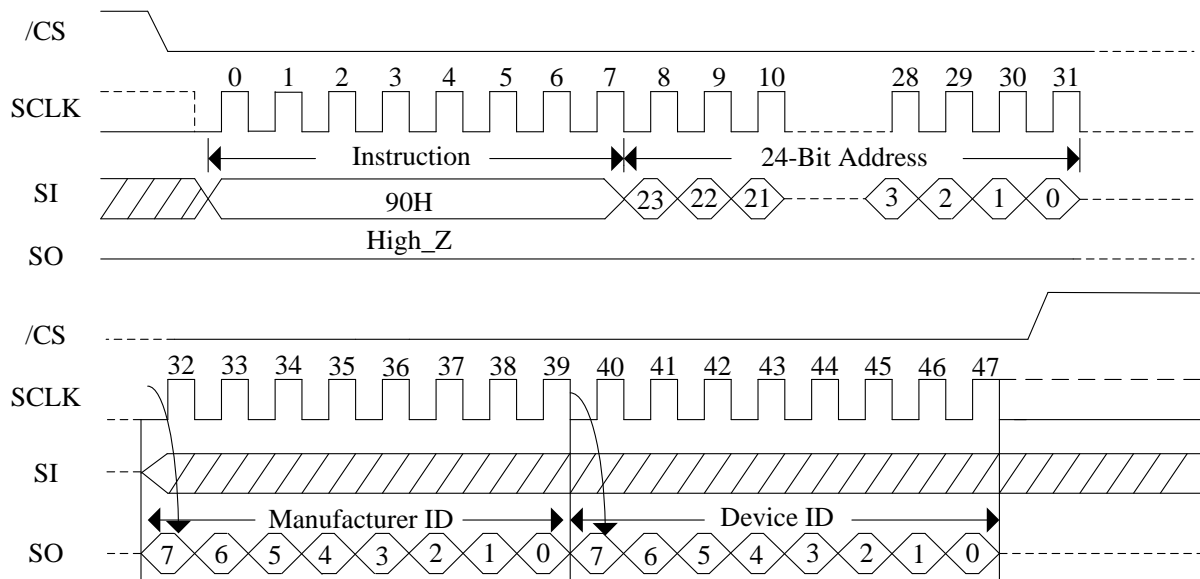 /CS
0 1 2 3 4 5 6 7 8 9 10 28 29 30 31
SCLK
Instruction 24-Bit Address
SI
90H 23 22 21 3 2 1 0
High_Z
SO
/CS
32 33 34 35 36 37 38 39 40 41 42 43 44 45 46 47
SCLK
SI
Manufacturer ID Device ID
SO 7 6 5 4 3 2 1 0 7 6 5 4 3 2 1 0